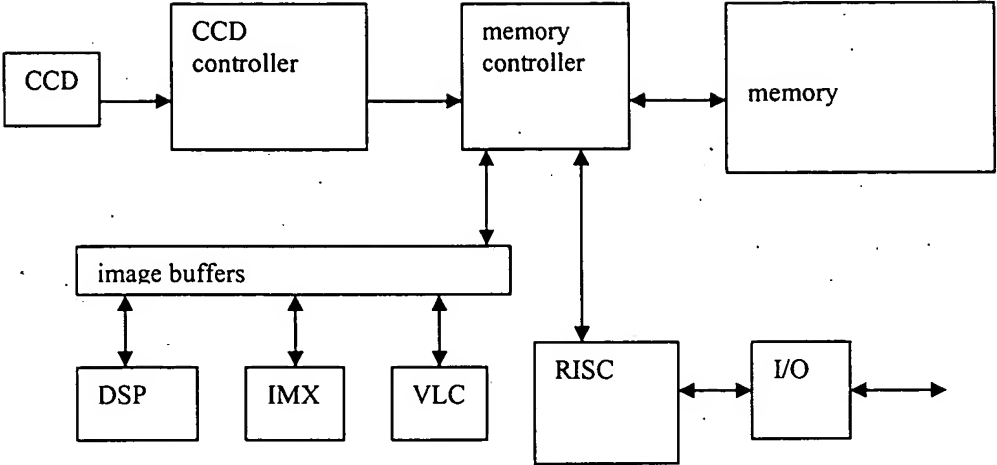 CCD
CCD
controller
memory
controller
memory
image buffers
DSP
IMX
VLC
RISC
I/O